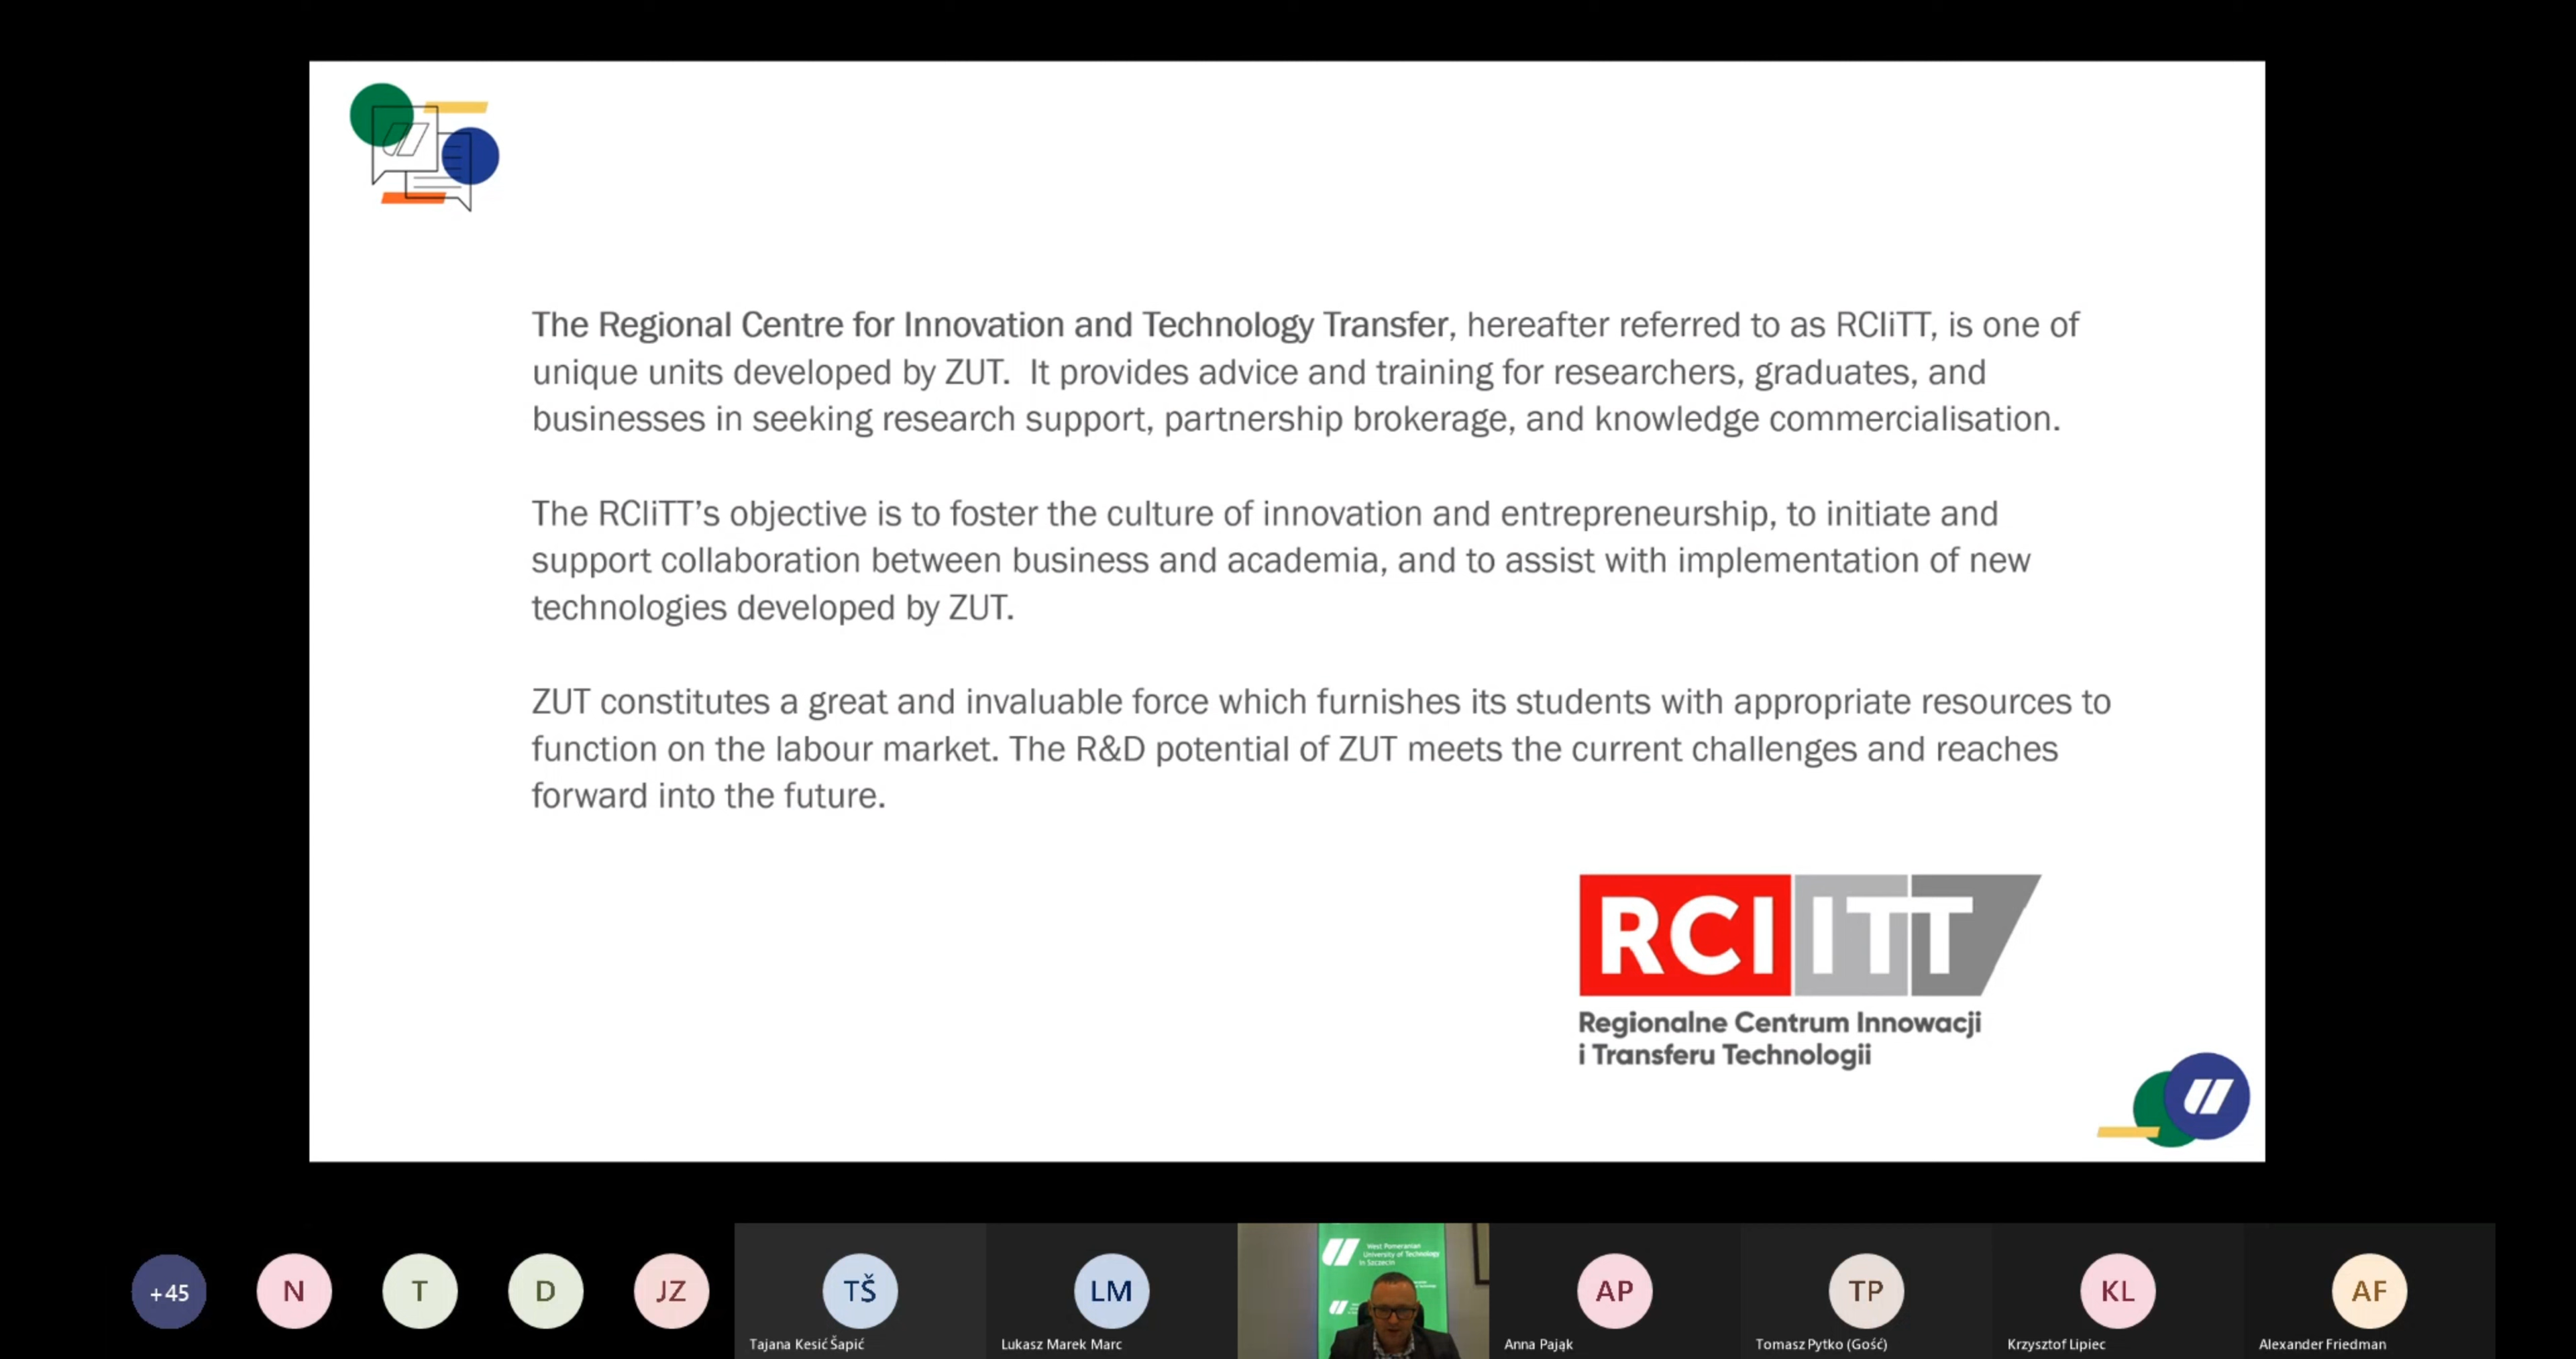 The Regional Centre for Innovation and Technology Transfer, hereafter referred to as RCIiTT, is one of
unique units developed by ZUT.  It provides advice and training for researchers, graduates, and
businesses in seeking research support, partnership brokerage, and knowledge commercialisation.
The RCIiTT's objective is to foster the culture of innovation and entrepreneurship, to initiate and
support collaboration between business and academia, and to assist with implementation of new
technologies developed by ZUT.
ZUT constitutes a great and invaluable force which furnishes its students with appropriate resources to
function on the labour market. The R&D potential of ZUT meets the current challenges and reaches
forward into the future.
RCIITT
Regionalne Centrum Innowacji
i Transferu Technologii
West Pomeranian
University of Technology
in Szczecin
+45
N
T
D
JZ
TŠ
LM
AP
TP
KL
AF
Tajana Kesić Šapić
Lukasz Marek Marc
Anna Pająk
Tomasz Pytko (Gość)
Krzysztof Lipiec
Alexander Friedman